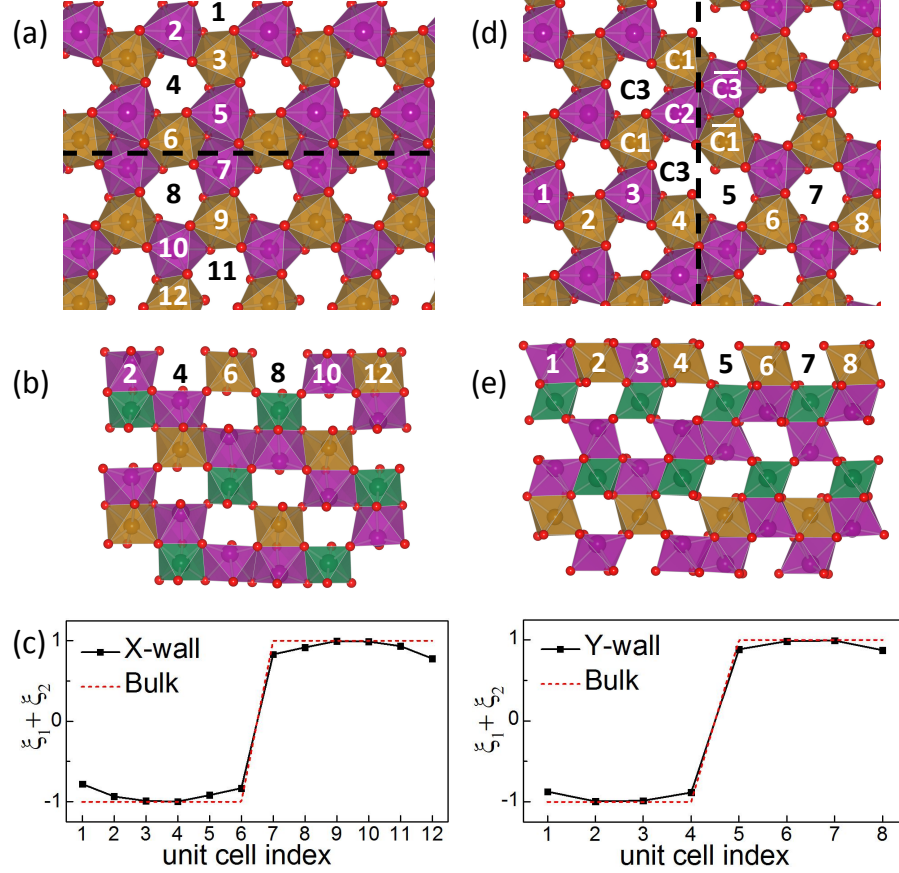 (a)
1
2
3
4
5
6
7
8
9
10
11
12
(d)
C1
C̅3̅
C3
C2
C1
C̅1̅
C3
1
2
3
4
5
6
7
8
(b)
2 4 6 8 10 12
(e)
1 2 3 4 5 6 7 8
(c)
1
0
-1
ξ₁ + ξ₂
X-wall
Bulk
1 2 3 4 5 6 7 8 9 10 11 12
unit cell index
1
0
-1
ξ₁ + ξ₂
Y-wall
Bulk
1 2 3 4 5 6 7 8
unit cell index